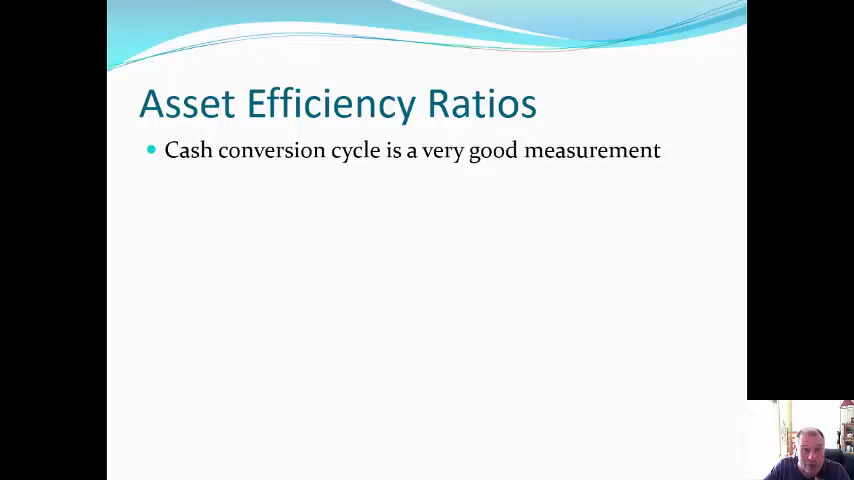 Asset Efficiency Ratios
Cash conversion cycle is a very good measurement